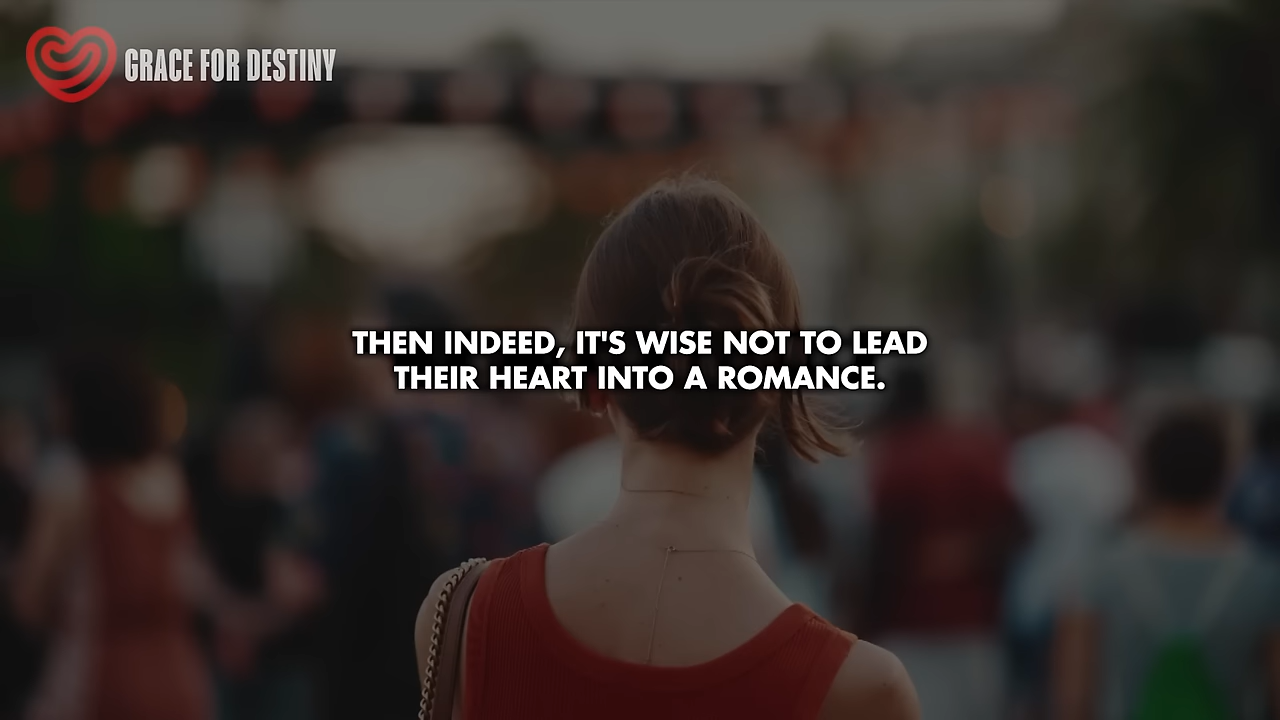 GRACE FOR DESTINY
THEN INDEED, IT'S WISE NOT TO LEAD
THEIR HEART INTO A ROMANCE.